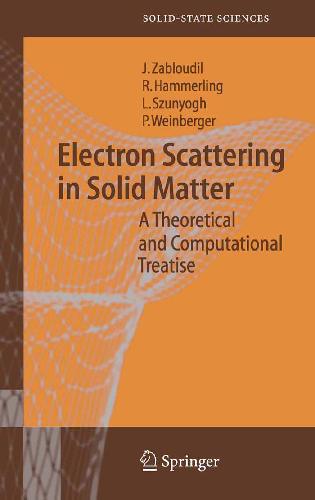 SOLID-STATE SCIENCES
J. Zabloudil
R. Hammerling
L. Szunyogh
P. Weinberger
Electron Scattering
in Solid Matter
A Theoretical
and Computational
Treatise
Springer